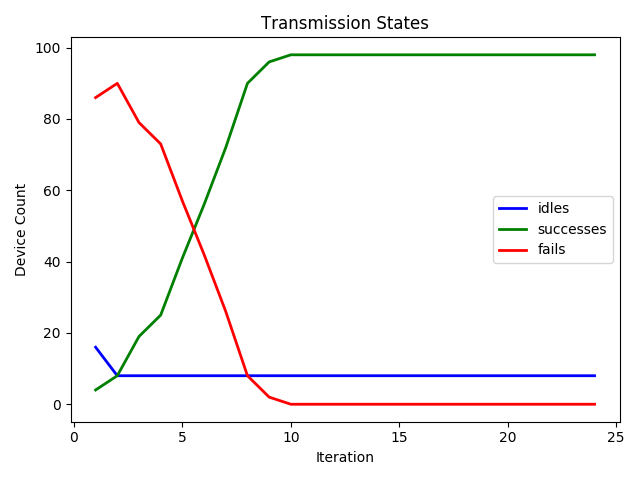 Transmission States
Device Count
100
80
60
40
20
0
0 5 10 15 20 25
Iteration
idles
successes
fails